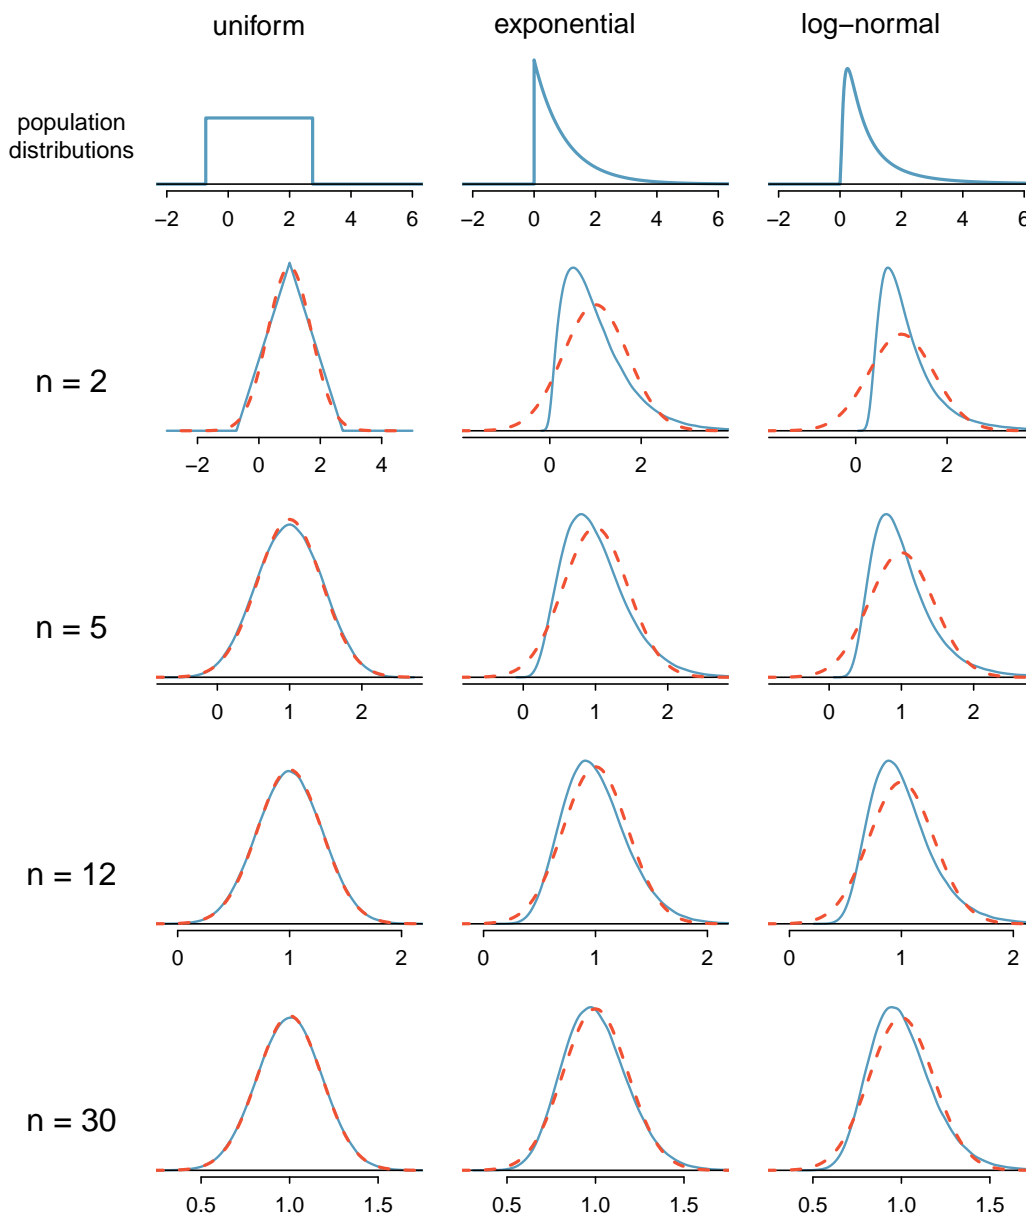 uniform exponential log−normal
population
distributions
−2 0 2 4 6 −2 0 2 4 6 −2 0 2 4 6
n = 2
−2 0 2 4 0 2 0 2
n = 5
0 1 2 0 1 2 0 1 2
n = 12
0 1 2 0 1 2 0 1 2
n = 30
0.5 1.0 1.5 0.5 1.0 1.5 0.5 1.0 1.5